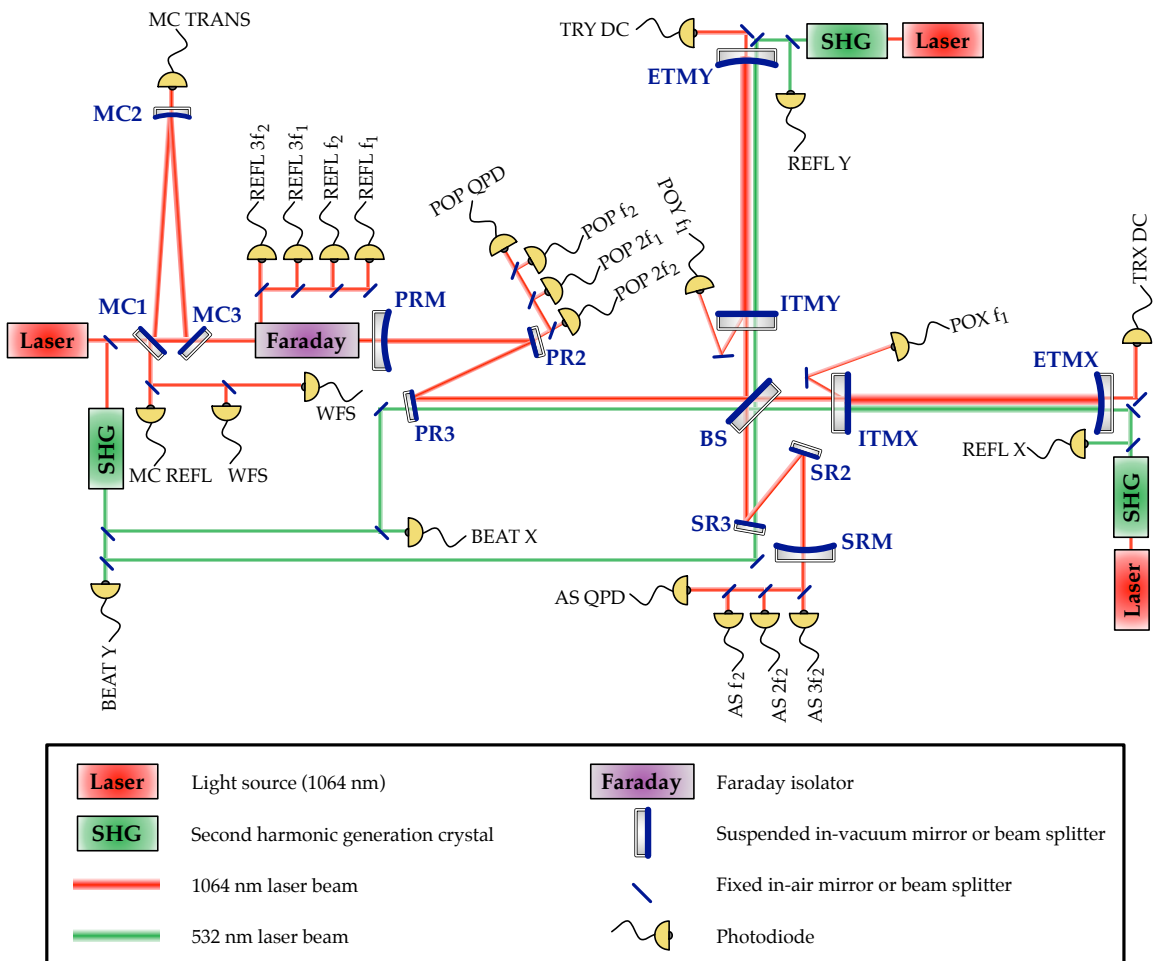 MC TRANS
TRY DC
SHG
Laser
ETMY
MC2
REFL 3f₂
REFL 3f₁
REFL f₂
REFL f₁
REFL Y
POP QPD
POP f₂
POP 2f₁
POP 2f₂
POY f₁
TRX DC
MC1
MC3
PRM
ITMY
Laser
Faraday
PR2
POX f₁
ETMX
WFS
PR3
BS
ITMX
SHG
MC REFL
WFS
REFL X
SR2
SHG
SR3
SRM
BEAT X
AS QPD
Laser
BEAT Y
AS f₂
AS 2f₂
AS 3f₂
Laser
Light source (1064 nm)
Faraday
Faraday isolator
SHG
Second harmonic generation crystal
Suspended in-vacuum mirror or beam splitter
1064 nm laser beam
Fixed in-air mirror or beam splitter
532 nm laser beam
Photodiode